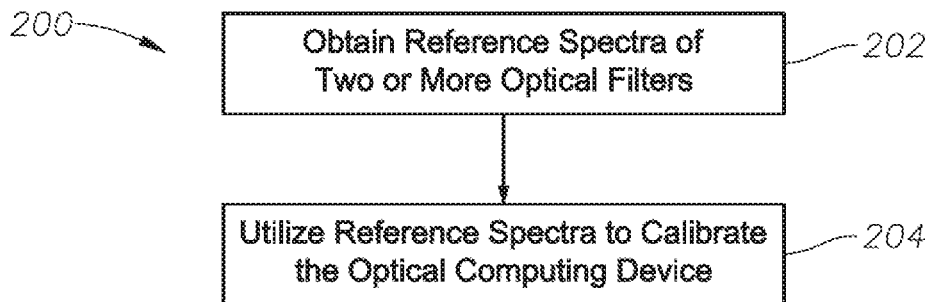 200
Obtain Reference Spectra of
Two or More Optical Filters
202
Utilize Reference Spectra to Calibrate
the Optical Computing Device
204